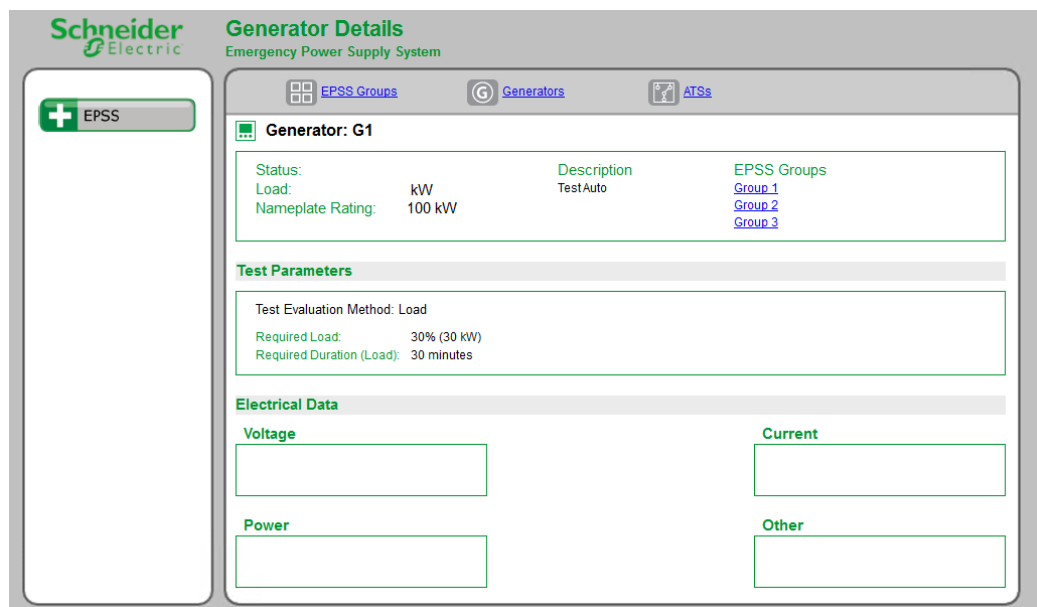 Schneider
Electric
Generator Details
Emergency Power Supply System
EPSS
EPSS Groups
G
Generators
ATSs
Generator: G1
Status:
Load: kW
Nameplate Rating: 100 kW
Description
TestAuto
EPSS Groups
Group 1
Group 2
Group 3
Test Parameters
Test Evaluation Method: Load
Required Load: 30% (30 kW)
Required Duration (Load): 30 minutes
Electrical Data
Voltage
Current
Power
Other